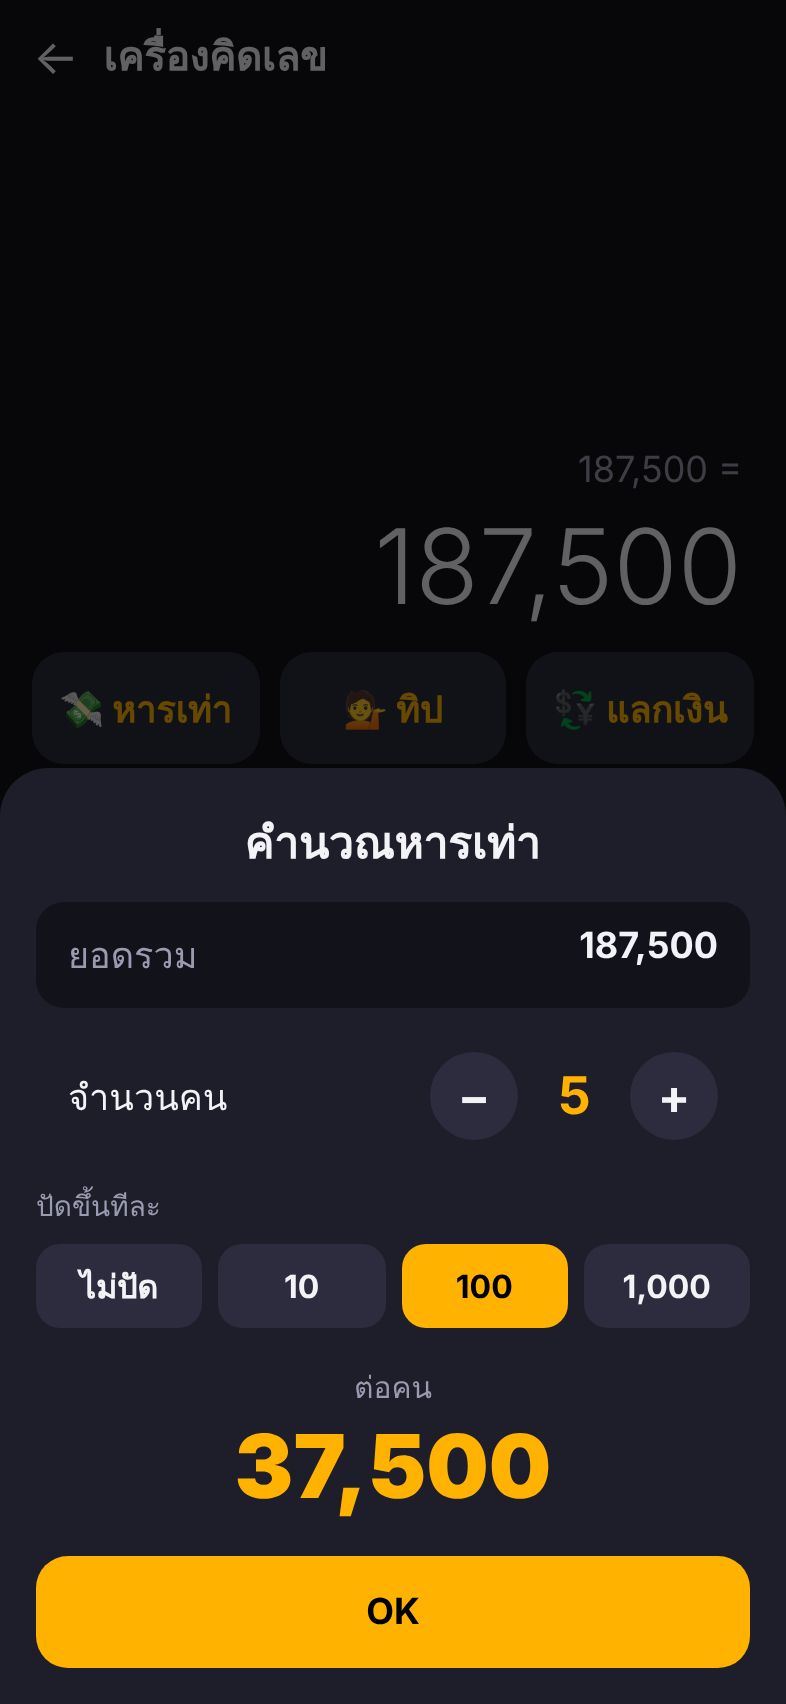 เครื่องคิดเลข
187,500 =
187,500
หารเท่า
ทิป
แลกเงิน
คำนวณหารเท่า
ยอดรวม 187,500
จำนวนคน − 5 +
ปัดขึ้นทีละ
ไม่ปัด 10 100 1,000
ต่อคน
37,500
OK